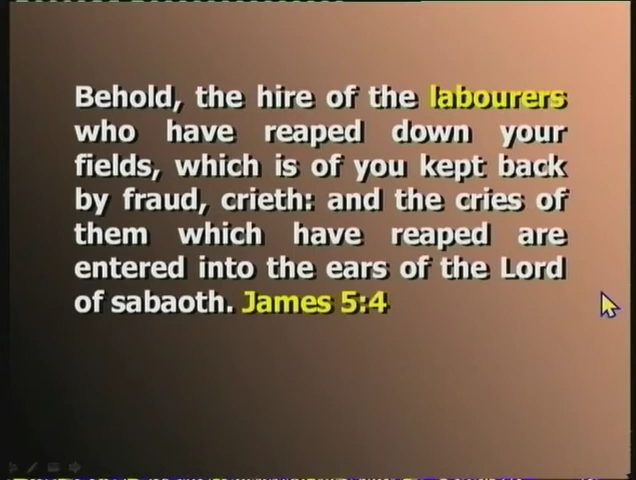 Behold, the hire of the labourers
who have reaped down your
fields, which is of you kept back
by fraud, crieth: and the cries of
them which have reaped are
entered into the ears of the Lord
of sabaoth. James 5:4